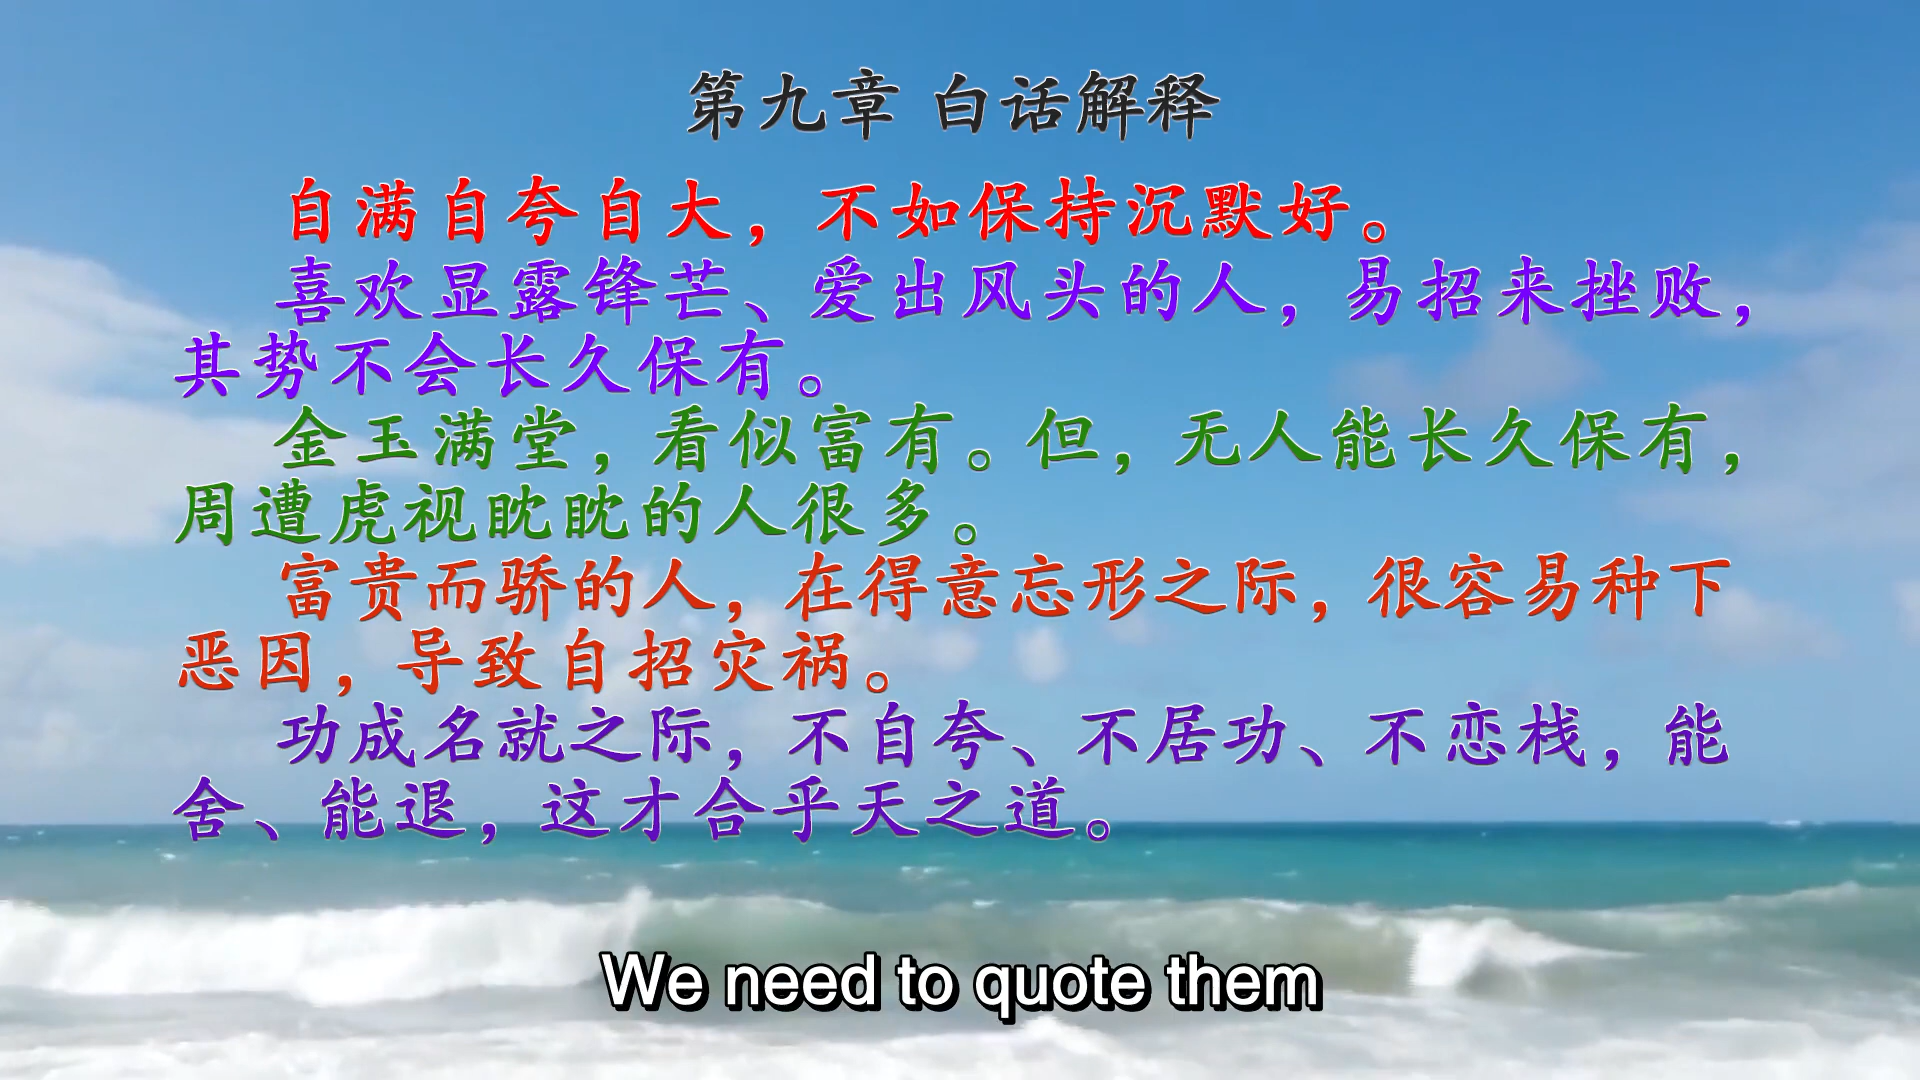 第九章 白话解释
自满自夸自大，不如保持沉默好。
喜欢显露锋芒、爱出风头的人，易招来挫败，
其势不会长久保有。
金玉满堂，看似富有。但，无人能长久保有，
周遭虎视眈眈的人很多。
富贵而骄的人，在得意忘形之际，很容易种下
恶因，导致自招灾祸。
功成名就之际，不自夸、不居功、不恋栈，能
舍、能退，这才合乎天之道。
We need to quote them